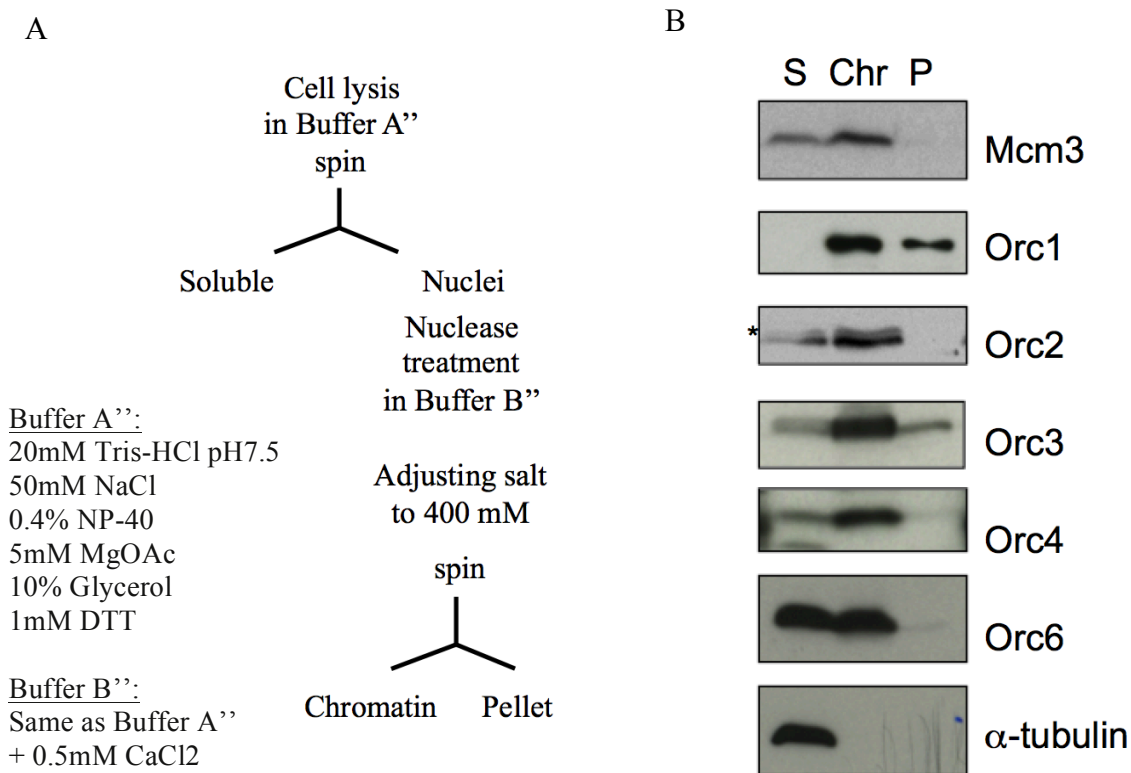 A
Cell lysis
in Buffer A’’
spin
Soluble
Nuclei
Nuclease
treatment
in Buffer B’’
Adjusting salt
to 400 mM
spin
Chromatin
Pellet
Buffer A’’:
20mM Tris-HCl pH7.5
50mM NaCl
0.4% NP-40
5mM MgOAc
10% Glycerol
1mM DTT
Buffer B’’:
Same as Buffer A’’
+ 0.5mM CaCl2
B
S Chr P
Mcm3
Orc1
* Orc2
Orc3
Orc4
Orc6
α-tubulin